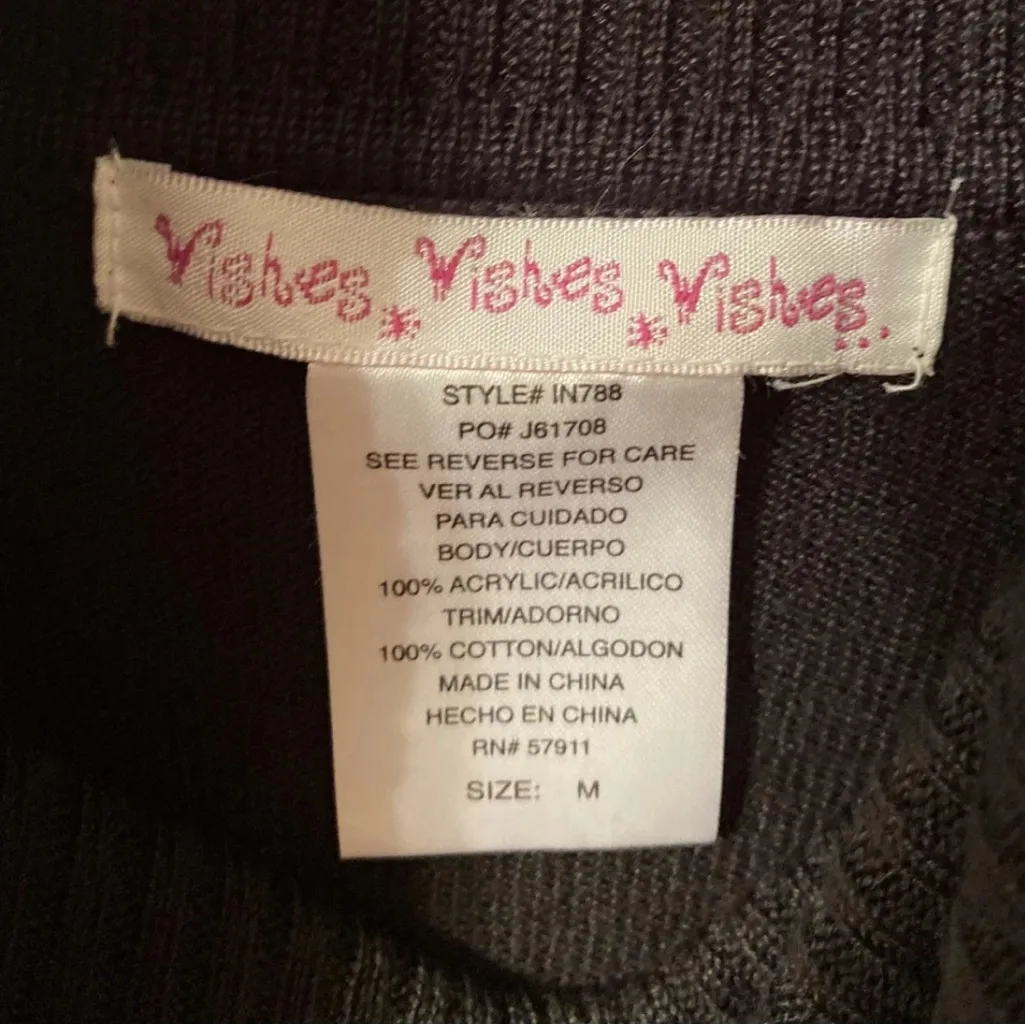 Wishes * Wishes * Wishes...
STYLE# IN788
PO# J61708
SEE REVERSE FOR CARE
VER AL REVERSO
PARA CUIDADO
BODY/CUERPO
100% ACRYLIC/ACRILICO
TRIM/ADORNO
100% COTTON/ALGODON
MADE IN CHINA
HECHO EN CHINA
RN# 57911
SIZE: M